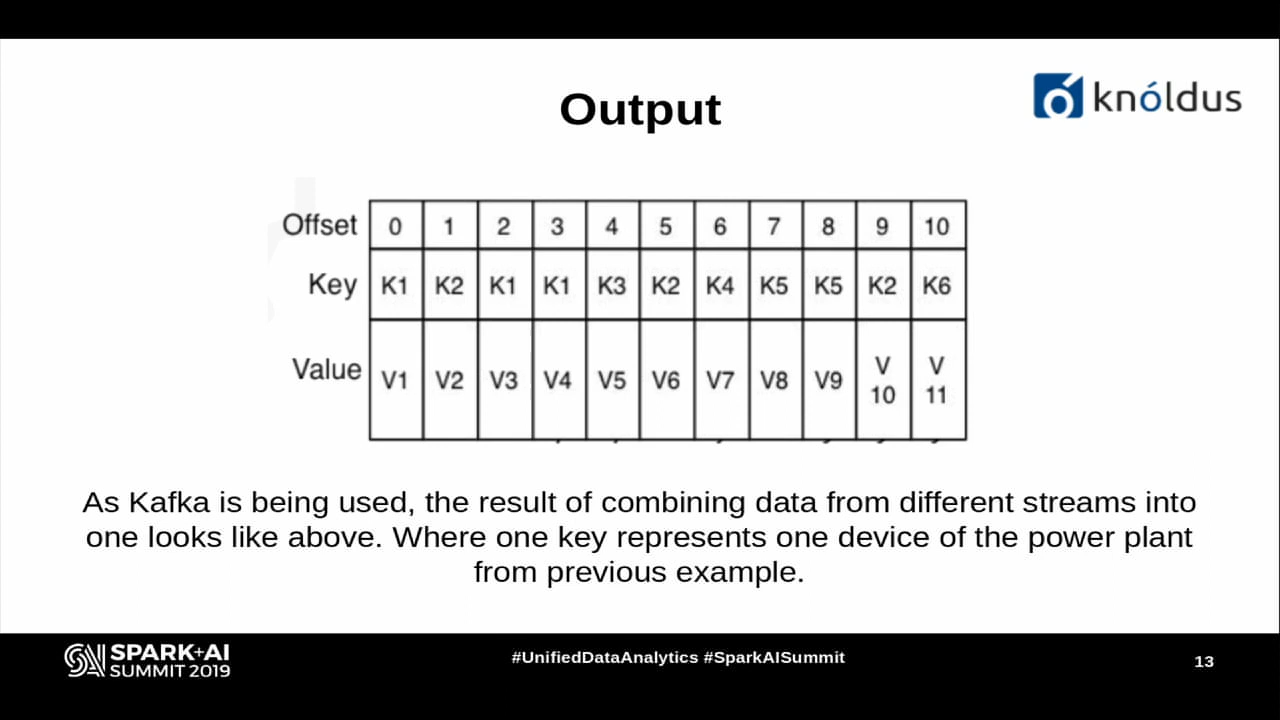 Output
knóldus
Offset 0 1 2 3 4 5 6 7 8 9 10
Key K1 K2 K1 K1 K3 K2 K4 K5 K5 K2 K6
Value V1 V2 V3 V4 V5 V6 V7 V8 V9 V 10 V 11
As Kafka is being used, the result of combining data from different streams into
one looks like above. Where one key represents one device of the power plant
from previous example.
SPARK+AI
SUMMIT 2019
#UnifiedDataAnalytics #SparkAISummit
13